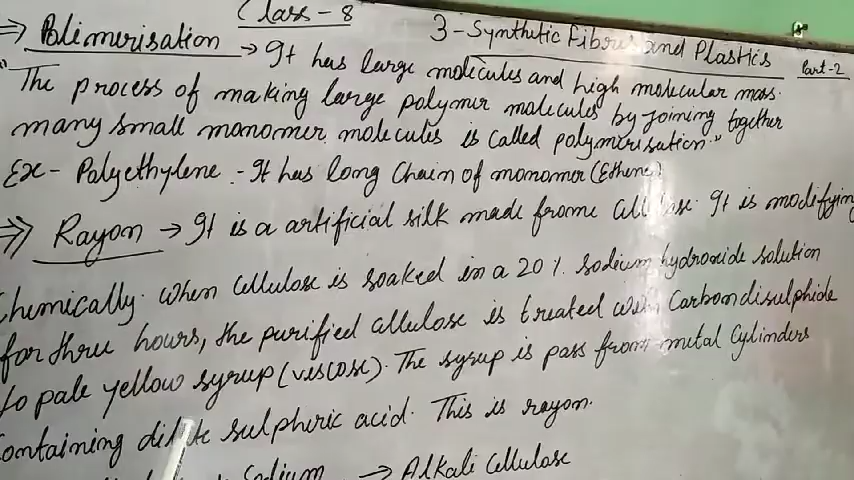 Class - 8
3 - Synthetic Fibres and Plastics
Part-2
⇒ Polimerisation → It has large molecules and high molecular mass.
"The process of making large polymer molecules by joining together
many small monomer molecules is called polymerisation."
Ex - Polyethylene - It has long chain of monomer (Ethene)
⇒ Rayon → It is a artificial silk made frome It is modifying
Chemically. When cellulose is soaked in a 20% sodium hydroxide solution
for three hours, the purified cellulose is treated with Carbondisulphide
to pale yellow syrup (viscose). The syrup is pass from metal Cylinders
Containing dilute sulphuric acid. This is rayon.
Sodium → Alkali Cellulose